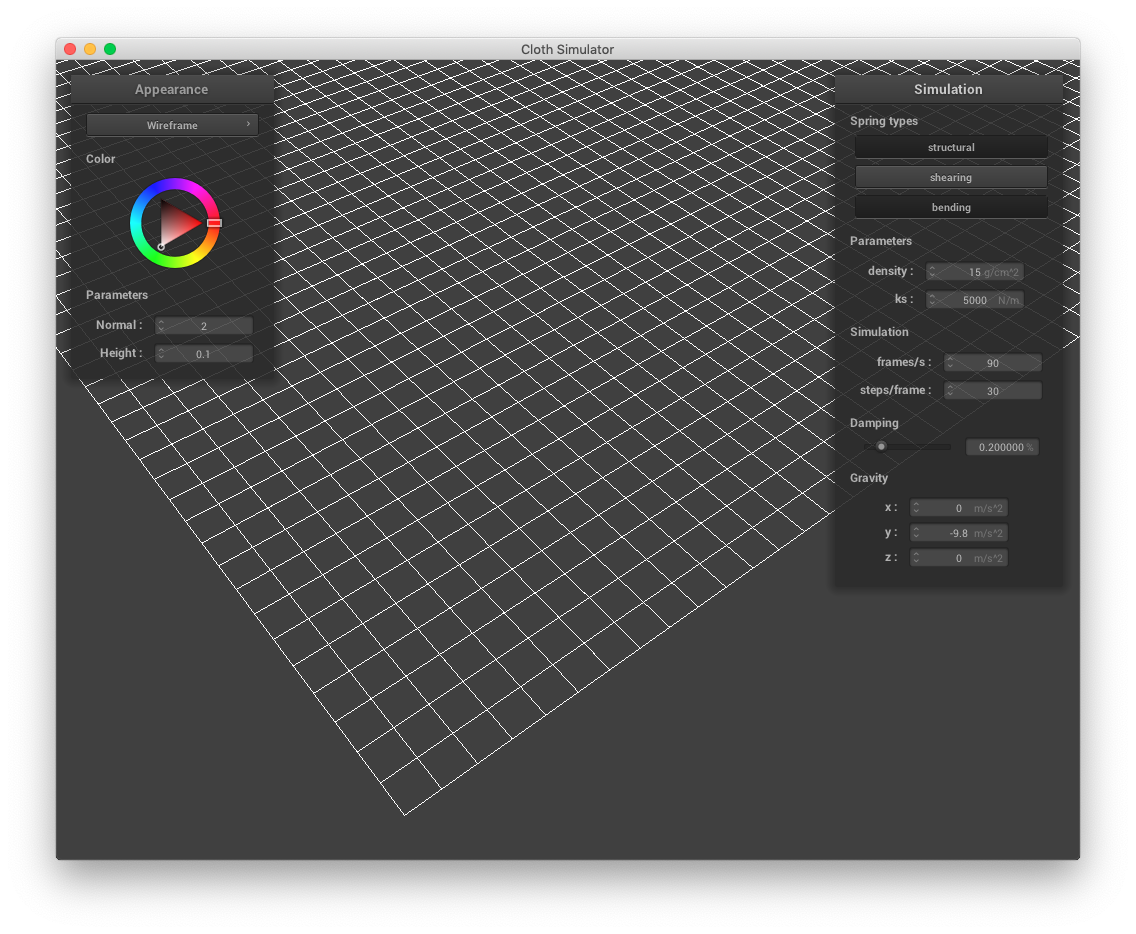 Cloth Simulator
Appearance
Wireframe
Color
Parameters
Normal : 2
Height : 0.1
Simulation
Spring types
structural
shearing
bending
Parameters
density : 15 g/cm^2
ks : 5000 N/m
Simulation
frames/s : 90
steps/frame : 30
Damping
0.200000 %
Gravity
x : 0 m/s^2
y : -9.8 m/s^2
z : 0 m/s^2